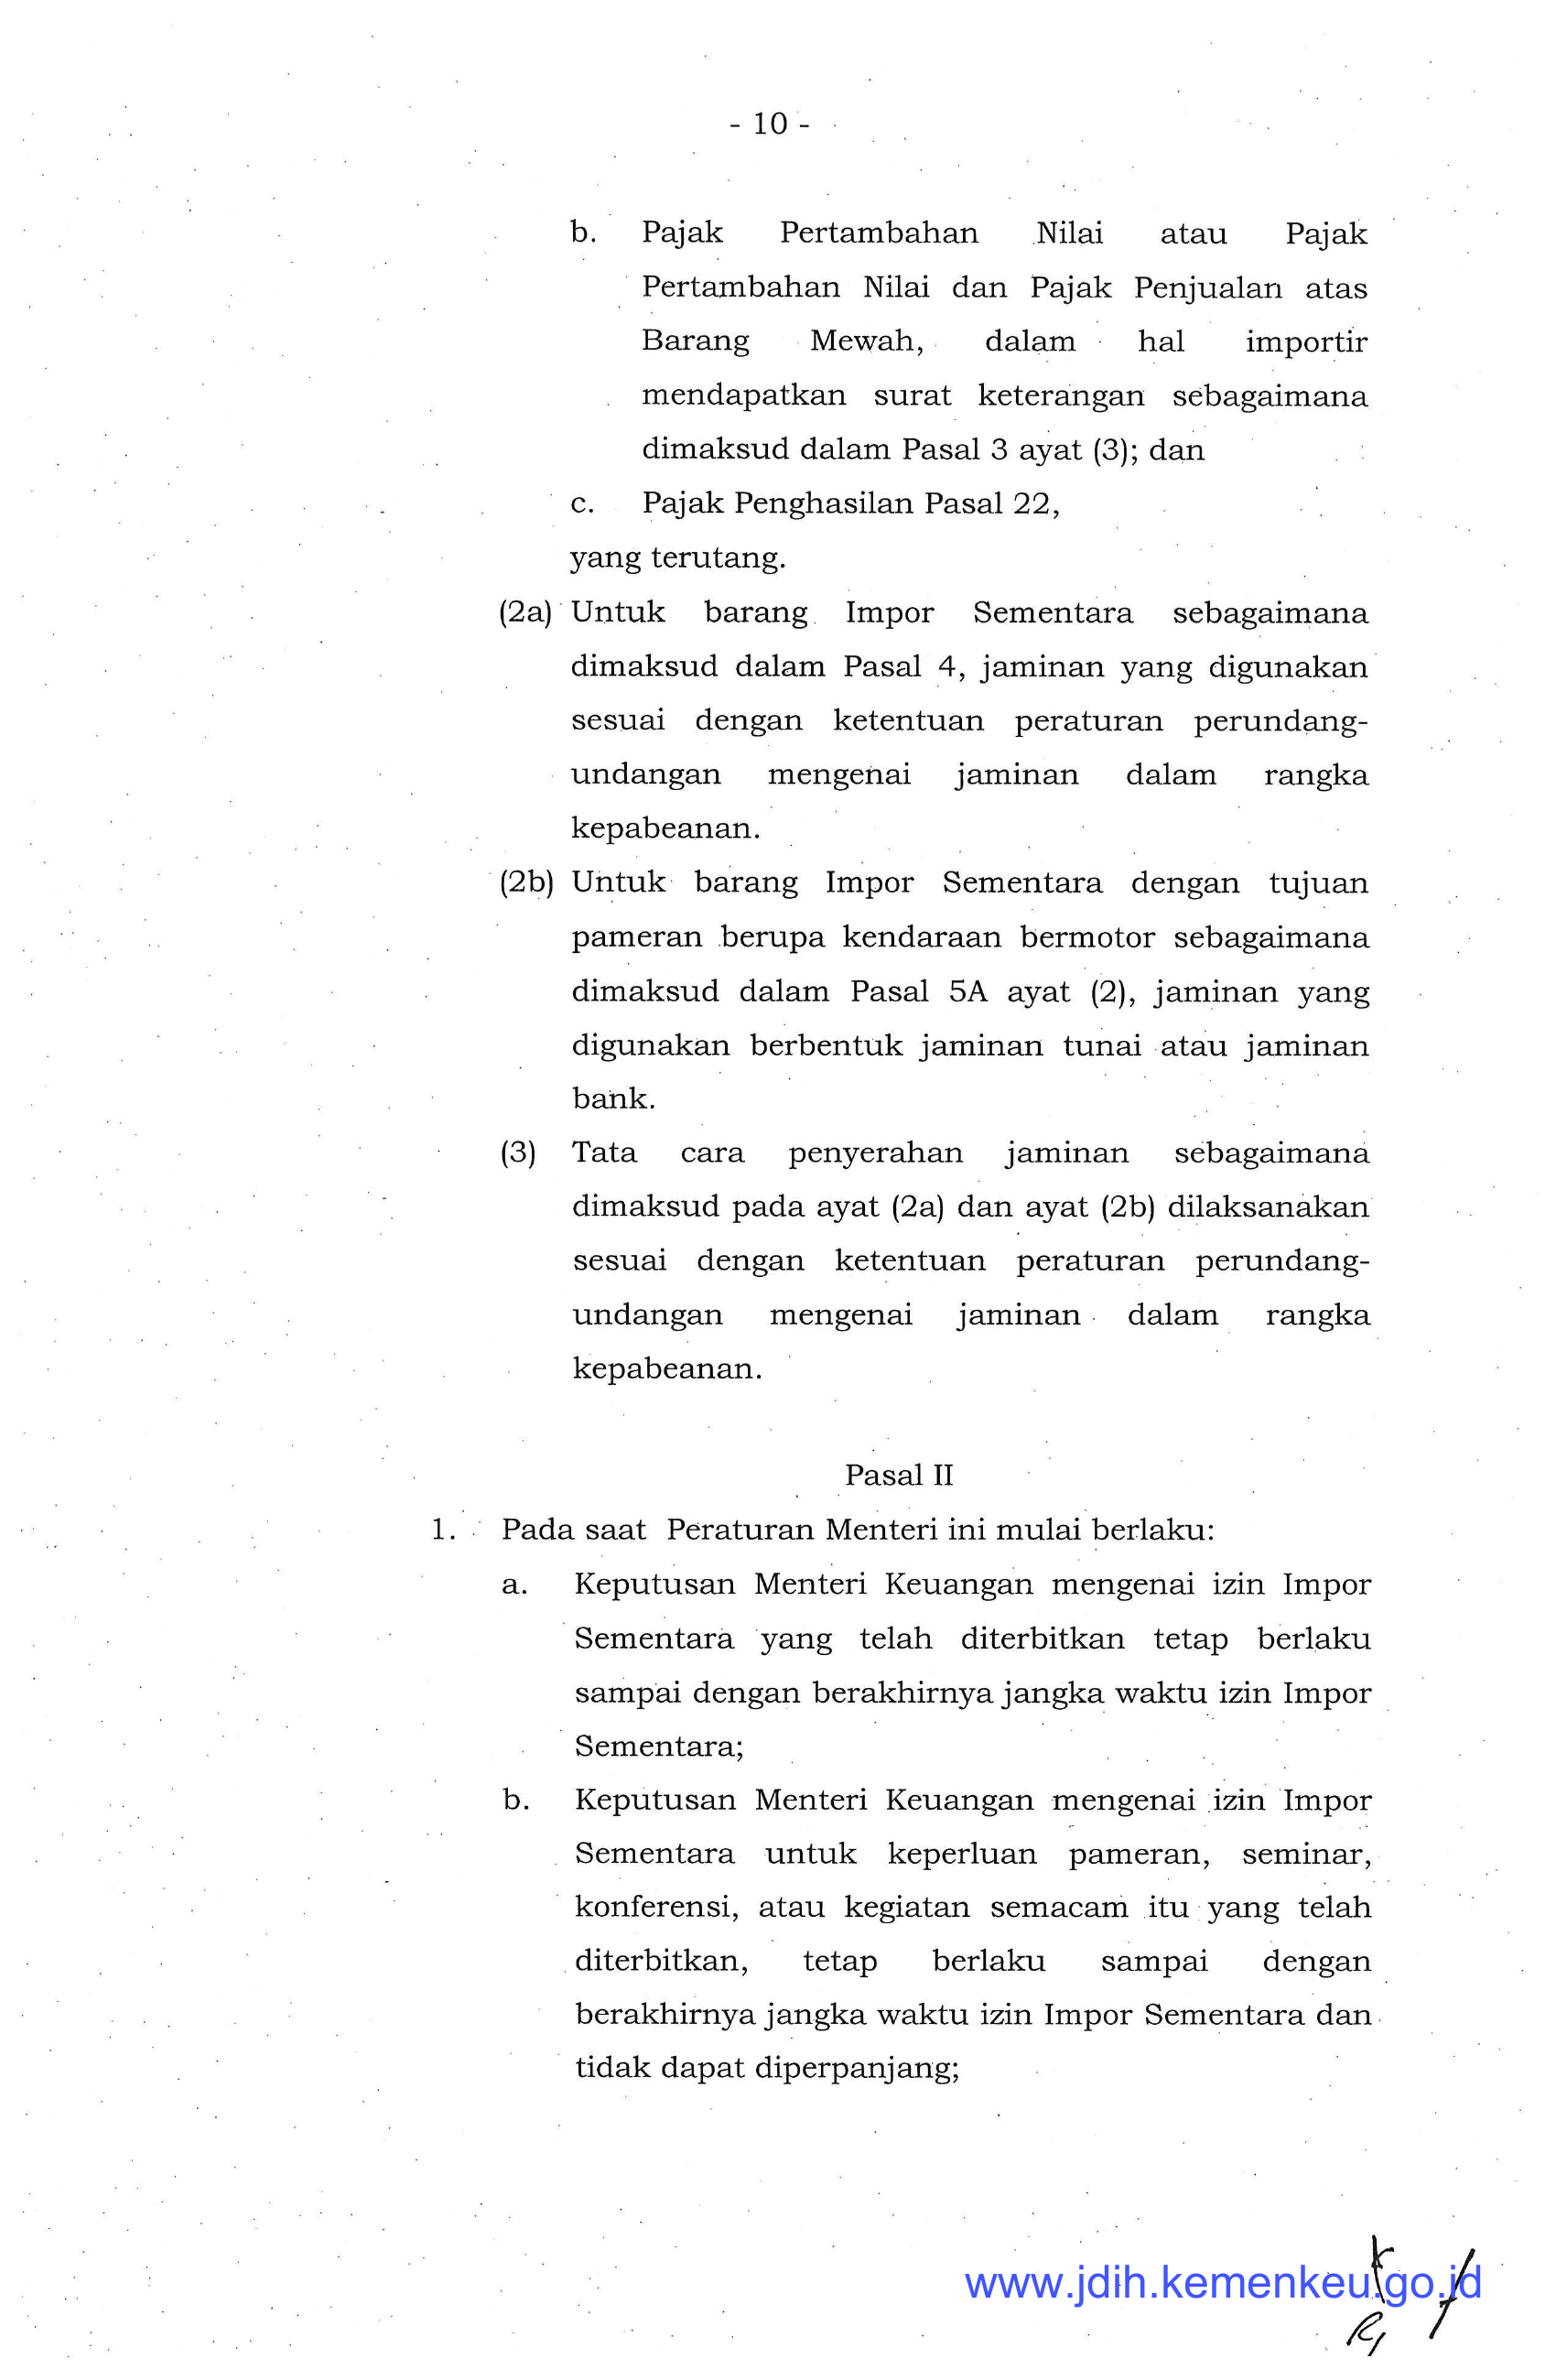 - 10 -
b. Pajak Pertambahan Nilai atau Pajak
Pertambahan Nilai dan Pajak Penjualan atas
Barang Mewah, dalam hal importir
mendapatkan surat keterangan sebagaimana
dimaksud dalam Pasal 3 ayat (3); dan
c. Pajak Penghasilan Pasal 22,
yang terutang.
(2a) Untuk barang Impor Sementara sebagaimana
dimaksud dalam Pasal 4, jaminan yang digunakan
sesuai dengan ketentuan peraturan perundang-
undangan mengenai jaminan dalam rangka
kepabeanan.
(2b) Untuk barang Impor Sementara dengan tujuan
pameran berupa kendaraan bermotor sebagaimana
dimaksud dalam Pasal 5A ayat (2), jaminan yang
digunakan berbentuk jaminan tunai atau jaminan
bank.
(3) Tata cara penyerahan jaminan sebagaimana
dimaksud pada ayat (2a) dan ayat (2b) dilaksanakan
sesuai dengan ketentuan peraturan perundang-
undangan mengenai jaminan dalam rangka
kepabeanan.
Pasal II
1. Pada saat Peraturan Menteri ini mulai berlaku:
a. Keputusan Menteri Keuangan mengenai izin Impor
Sementara yang telah diterbitkan tetap berlaku
sampai dengan berakhirnya jangka waktu izin Impor
Sementara;
b. Keputusan Menteri Keuangan mengenai izin Impor
Sementara untuk keperluan pameran, seminar,
konferensi, atau kegiatan semacam itu yang telah
diterbitkan, tetap berlaku sampai dengan
berakhirnya jangka waktu izin Impor Sementara dan
tidak dapat diperpanjang;
www.jdih.kemenkeu.go.id